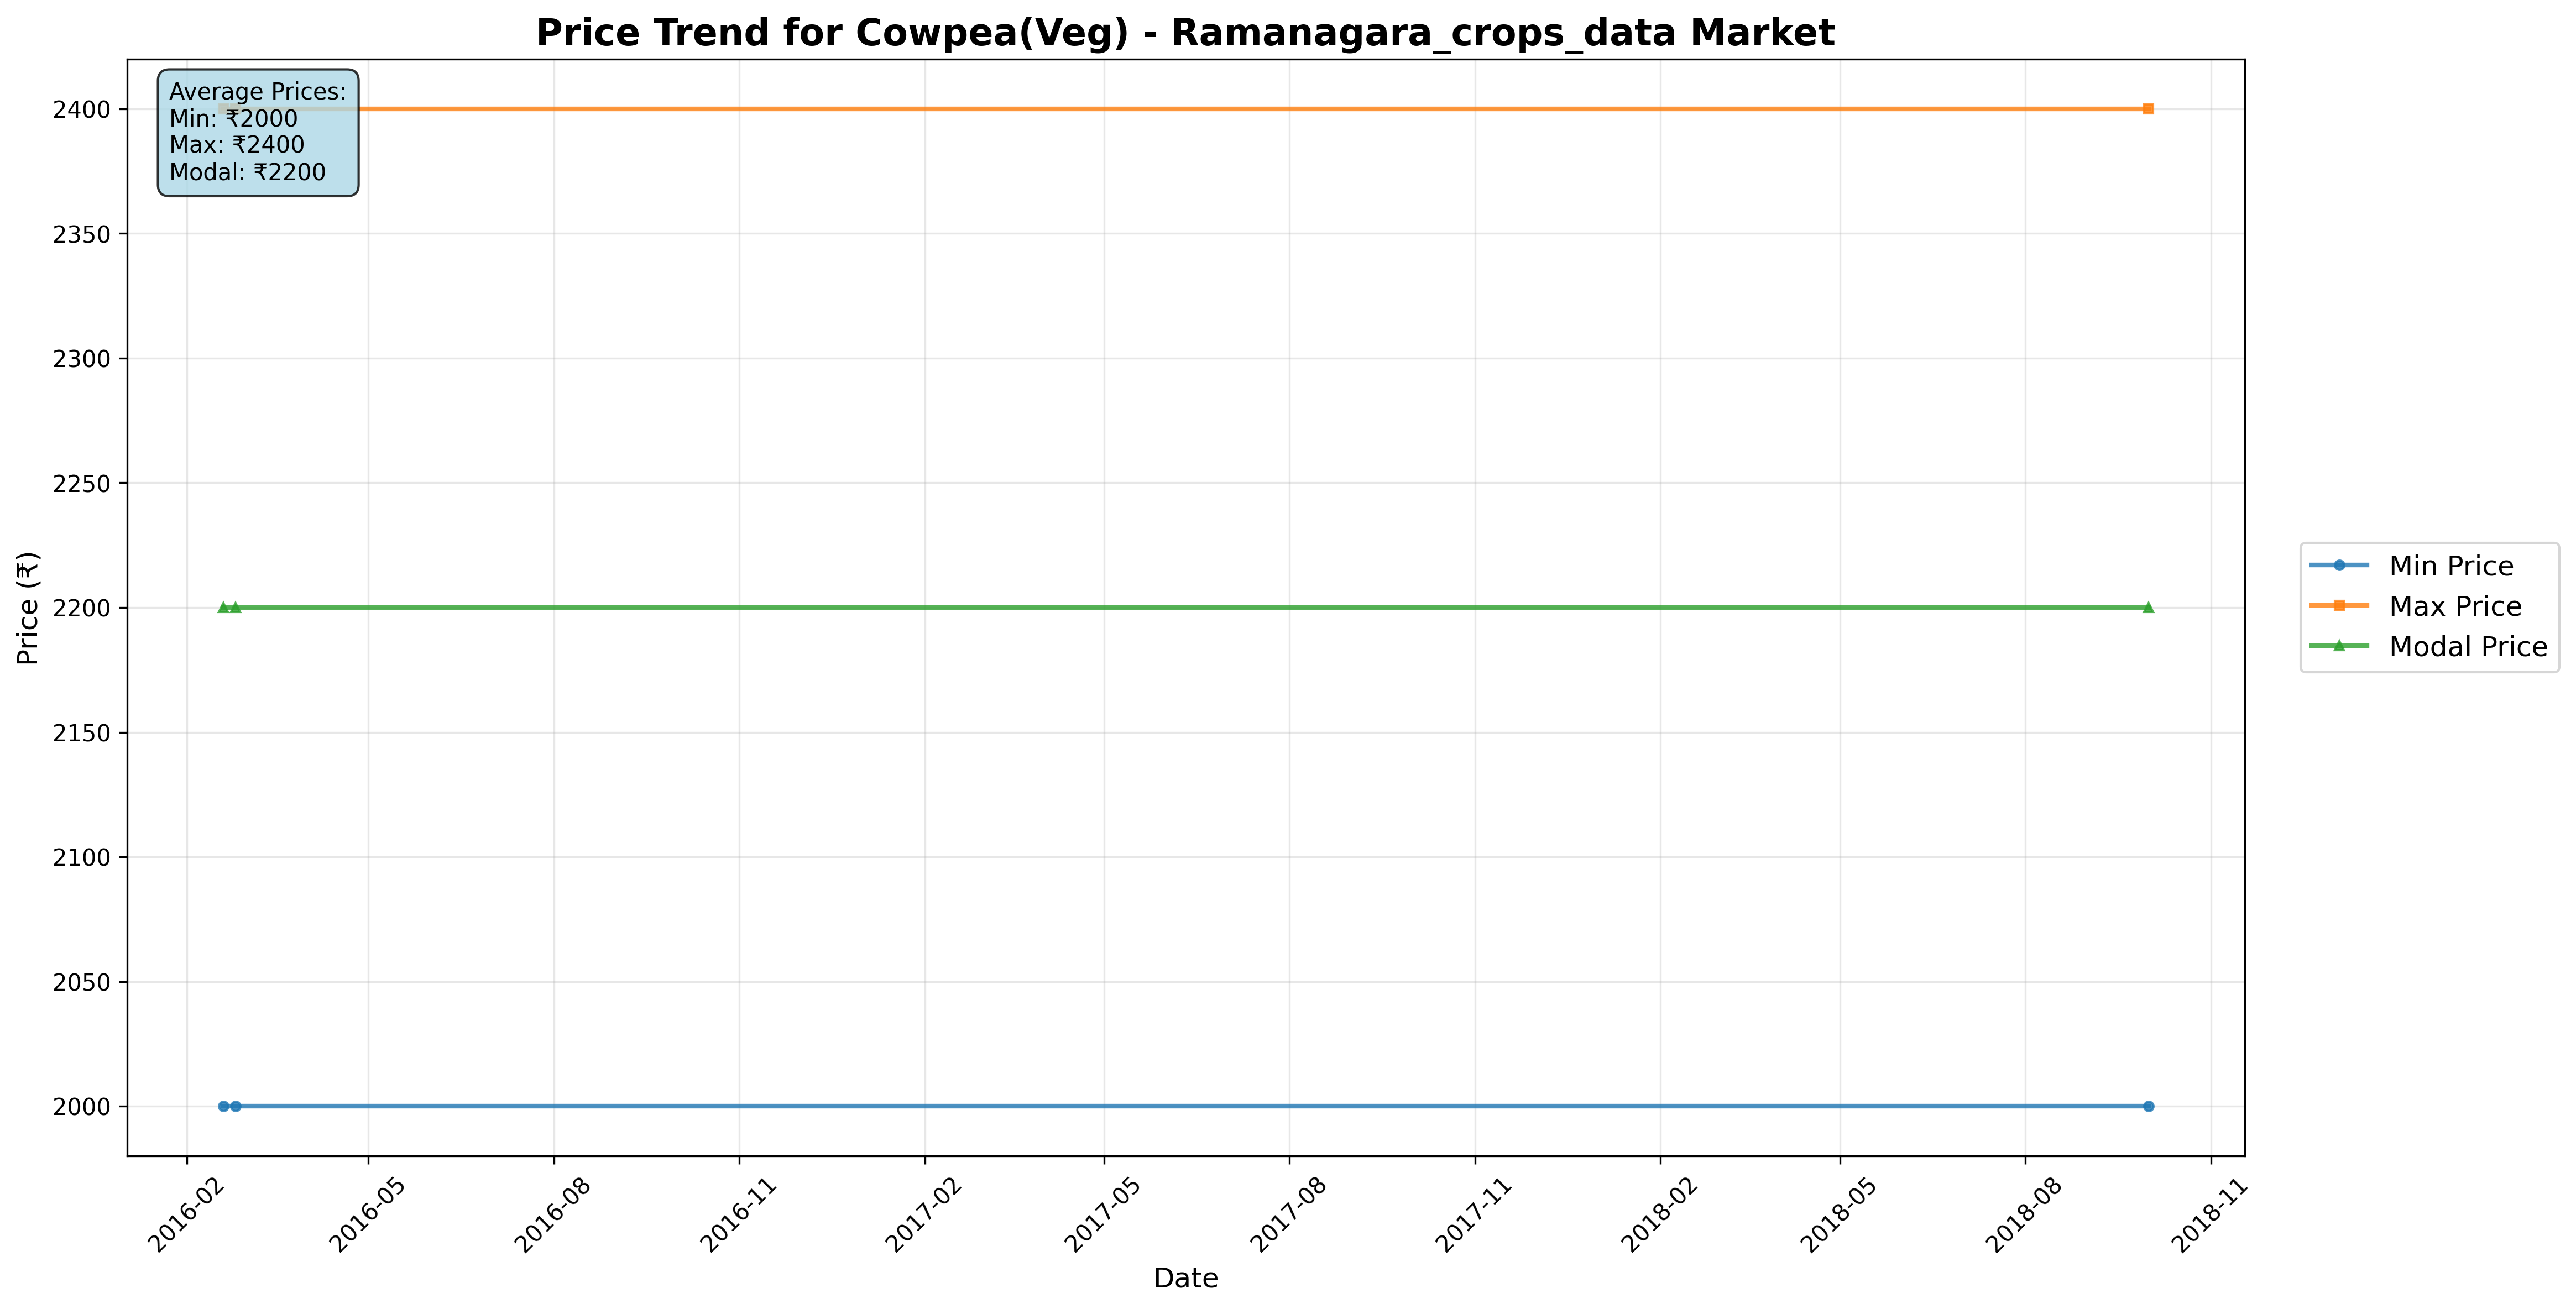 Price Trend for Cowpea(Veg) - Ramanagara_crops_data Market
Average Prices:
Min: ₹2000
Max: ₹2400
Modal: ₹2200
2400
2350
2300
2250
2200
2150
2100
2050
2000
Price (₹)
2016-02
2016-05
2016-08
2016-11
2017-02
2017-05
2017-08
2017-11
2018-02
2018-05
2018-08
2018-11
Date
Min Price
Max Price
Modal Price